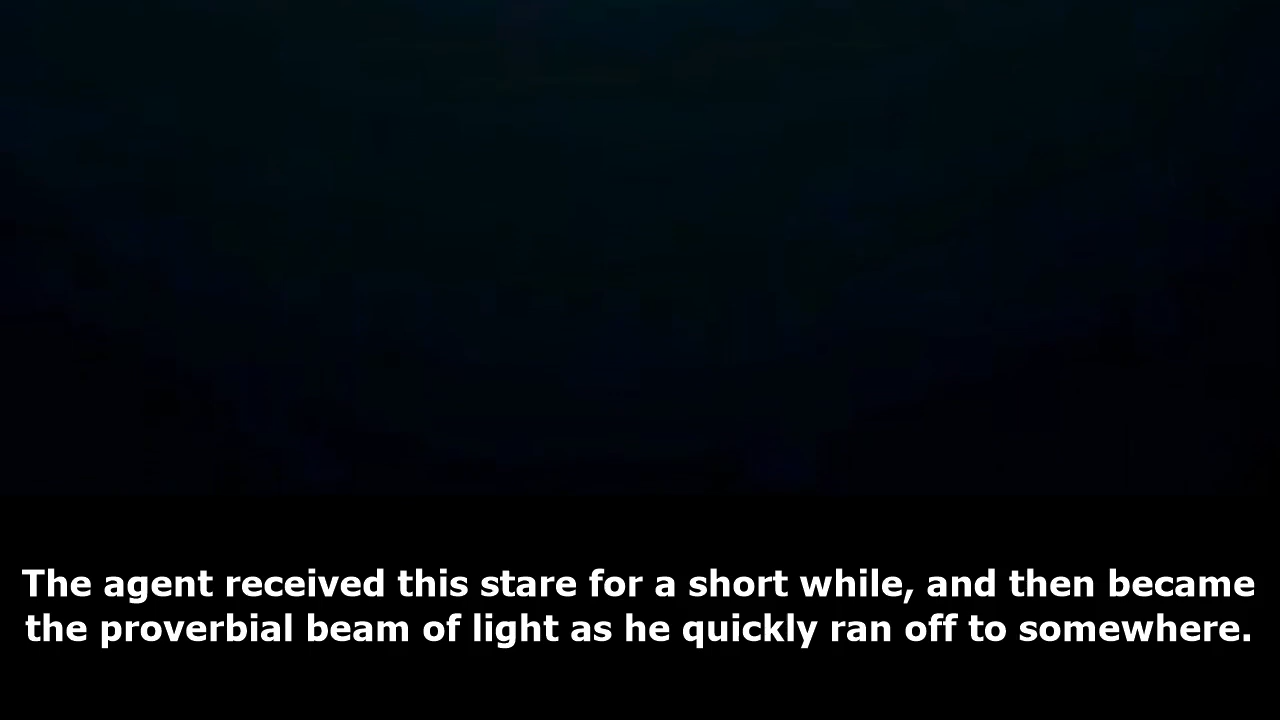 The agent received this stare for a short while, and then became
the proverbial beam of light as he quickly ran off to somewhere.